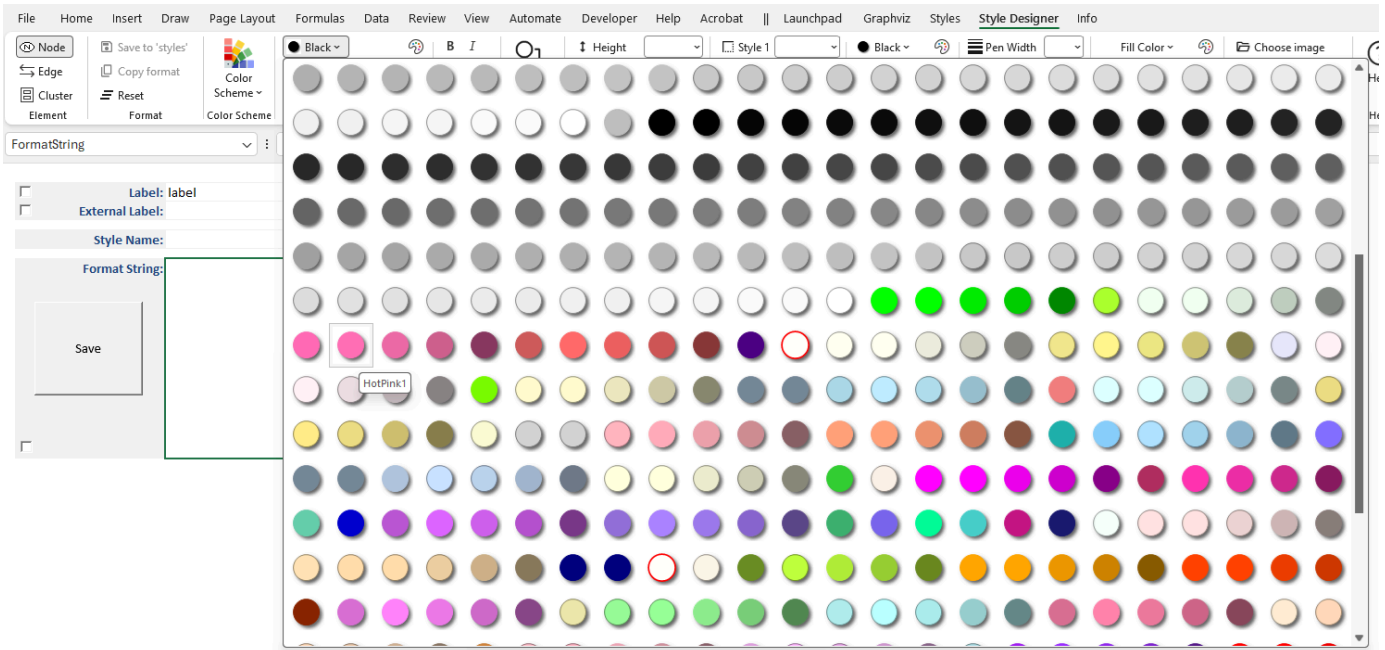 File Home Insert Draw Page Layout Formulas Data Review View Automate Developer Help Acrobat || Launchpad Graphviz Styles Style Designer Info
Node Save to 'styles' Black B I Height Style 1 Black Pen Width Fill Color Choose image
Edge Copy format Color
Cluster Reset Scheme
Element Format Color Scheme
FormatString
Label: label
External Label:
Style Name:
Format String:
Save
HotPink1